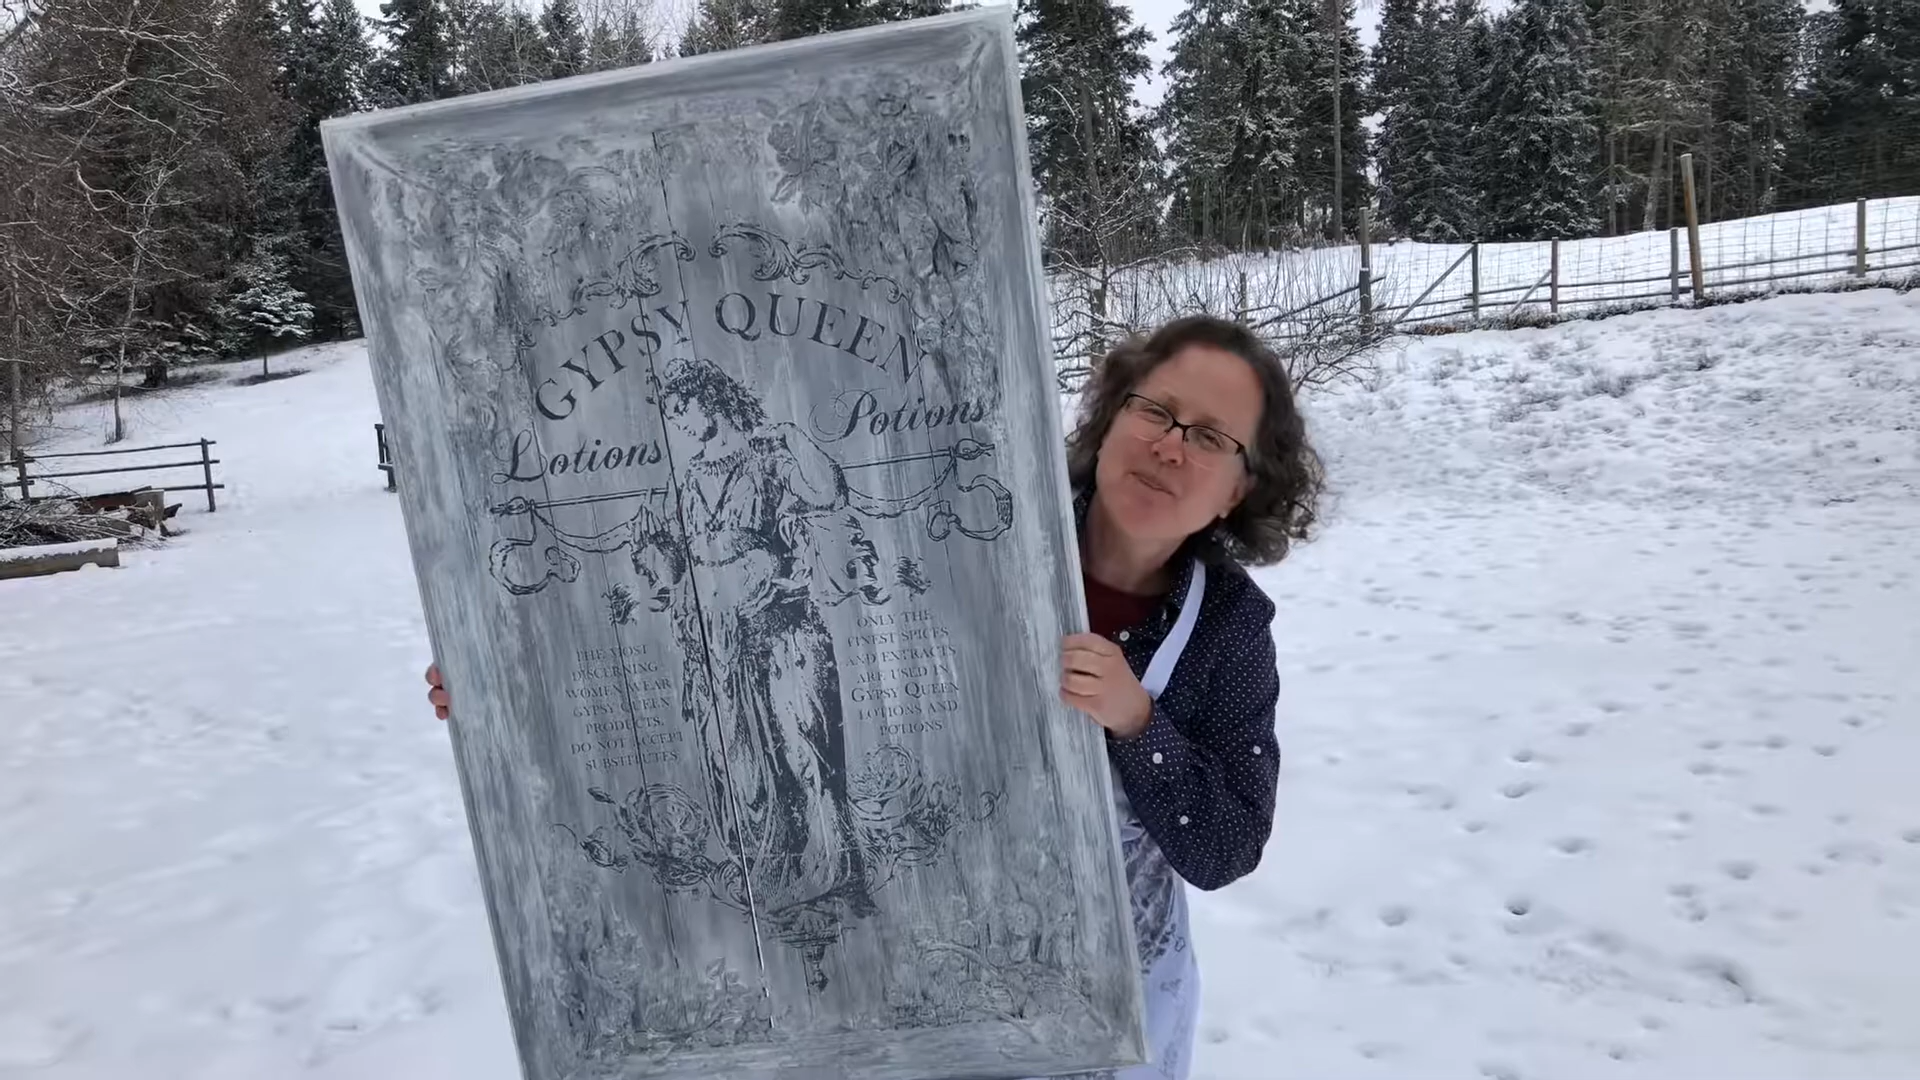 GYPSY QUEEN
Lotions Potions
THE MOST
DISCERNING
WOMEN WEAR
GYPSY QUEEN
PRODUCTS.
DO NOT ACCEPT
SUBSTITUTES
ONLY THE
FINEST SPICES
AND EXTRACTS
ARE USED IN
GYPSY QUEEN
LOTIONS AND
POTIONS